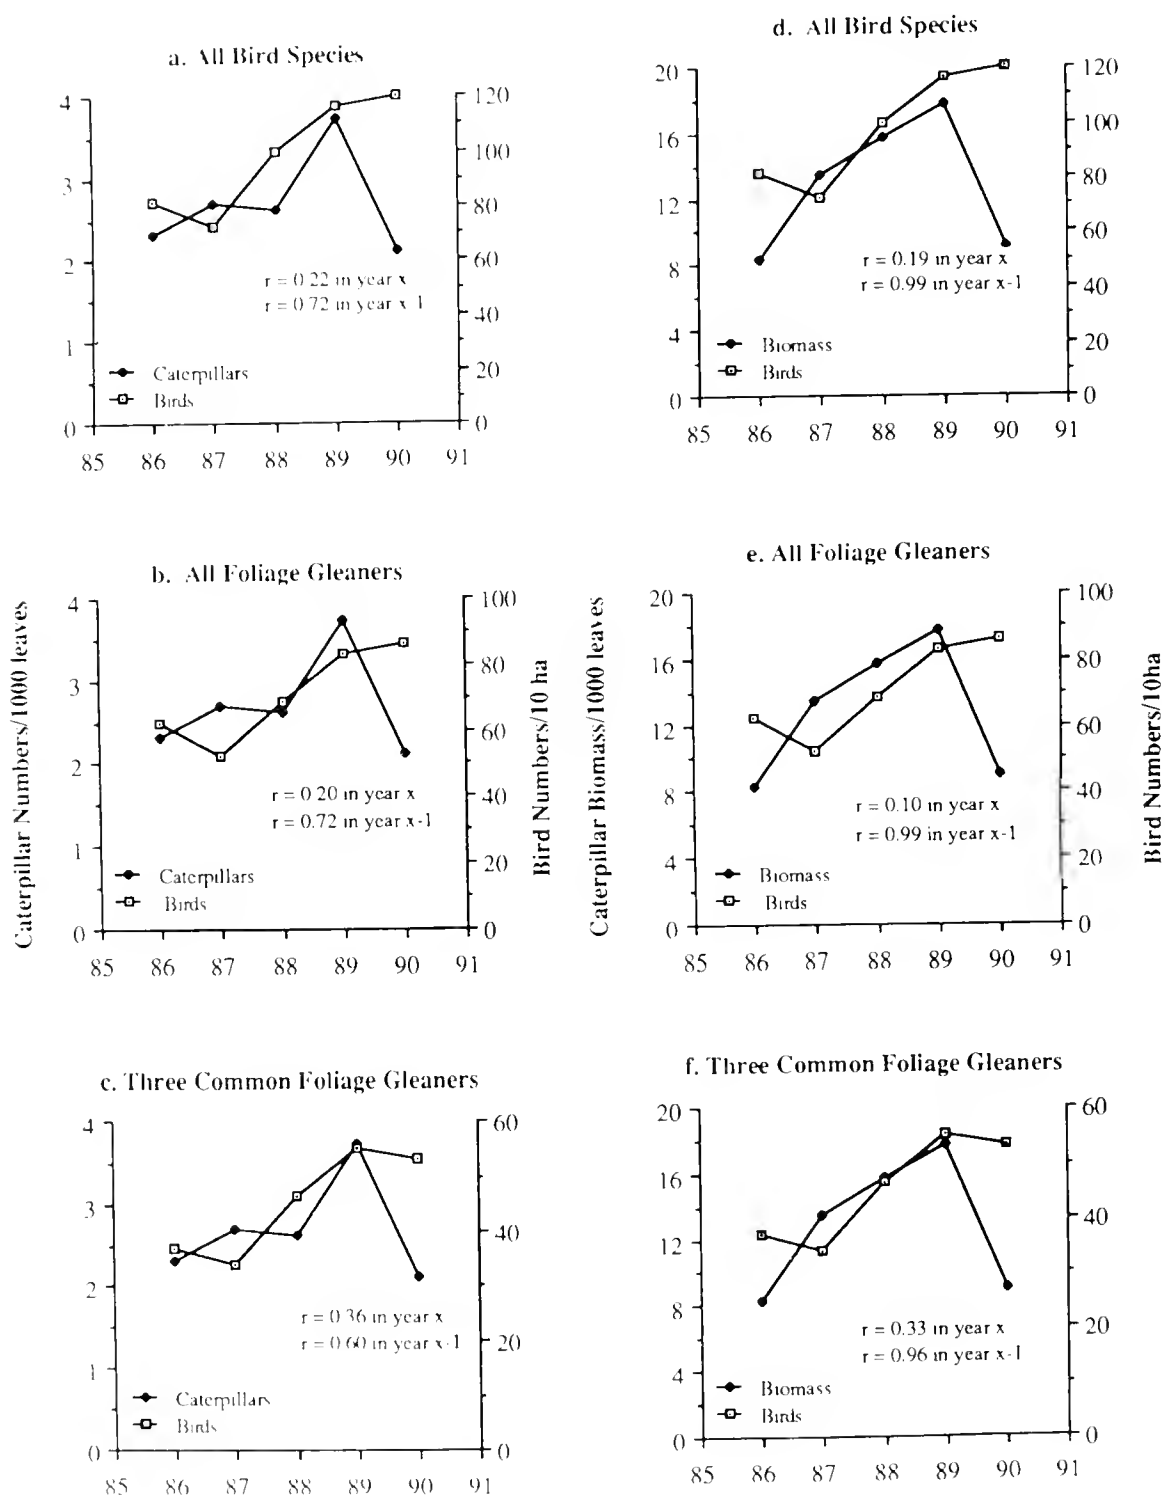 a. All Bird Species
4
3
2
1
0
120
100
80
60
40
20
0
r = 0.22 in year x
r = 0.72 in year x-1
Caterpillars
Birds
85 86 87 88 89 90 91
d. All Bird Species
20
16
12
8
4
0
120
100
80
60
40
20
0
r = 0.19 in year x
r = 0.99 in year x-1
Biomass
Birds
85 86 87 88 89 90 91
Caterpillar Numbers/1000 leaves
b. All Foliage Gleaners
4
3
2
1
0
100
80
60
40
20
0
r = 0.20 in year x
r = 0.72 in year x-1
Caterpillars
Birds
85 86 87 88 89 90 91
Bird Numbers/10 ha
Caterpillar Biomass/1000 leaves
e. All Foliage Gleaners
20
16
12
8
4
0
100
80
60
40
20
0
r = 0.10 in year x
r = 0.99 in year x-1
Biomass
Birds
85 86 87 88 89 90 91
Bird Numbers/10ha
c. Three Common Foliage Gleaners
4
3
2
1
0
60
40
20
0
r = 0.36 in year x
r = 0.60 in year x-1
Caterpillars
Birds
85 86 87 88 89 90 91
f. Three Common Foliage Gleaners
20
16
12
8
4
0
60
40
20
0
r = 0.33 in year x
r = 0.96 in year x-1
Biomass
Birds
85 86 87 88 89 90 91